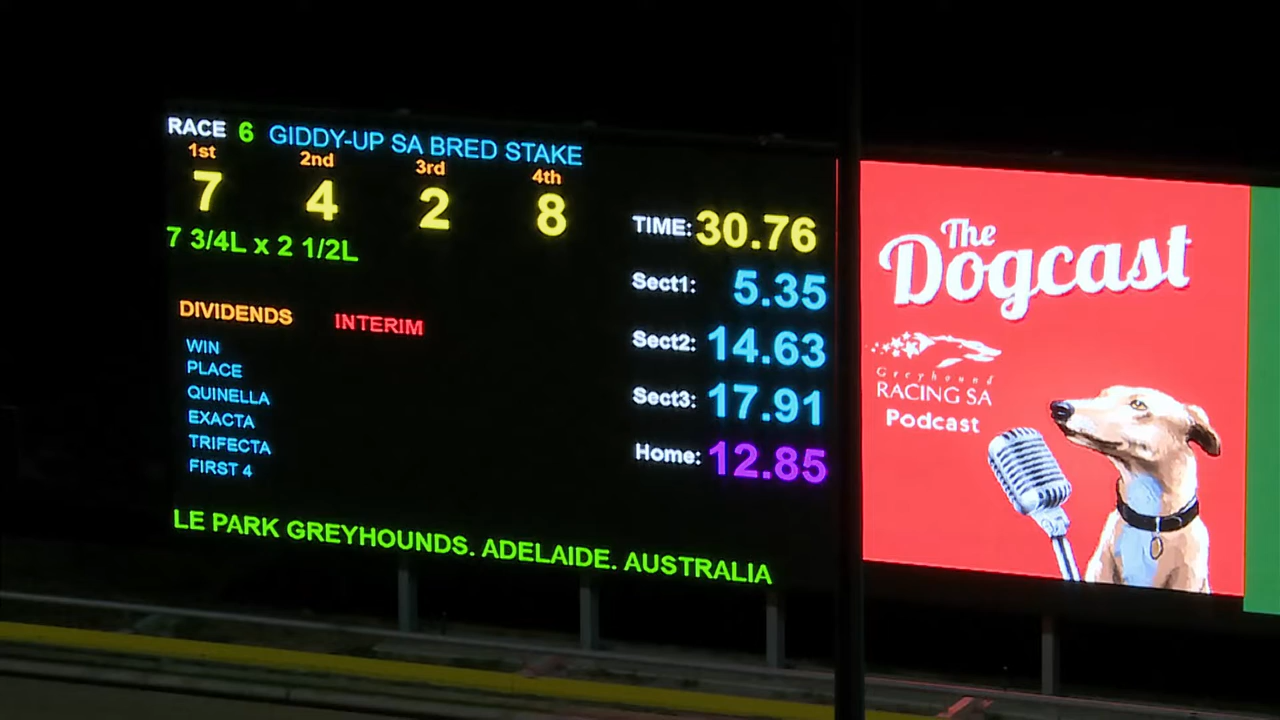 RACE 6 GIDDY-UP SA BRED STAKE
1st 2nd 3rd 4th
7 4 2 8
7 3/4L x 2 1/2L
TIME: 30.76
Sect1: 5.35
Sect2: 14.63
Sect3: 17.91
Home: 12.85
DIVIDENDS INTERIM
WIN
PLACE
QUINELLA
EXACTA
TRIFECTA
FIRST 4
LE PARK GREYHOUNDS. ADELAIDE. AUSTRALIA
The
Dogcast
Greyhound
RACING SA
Podcast